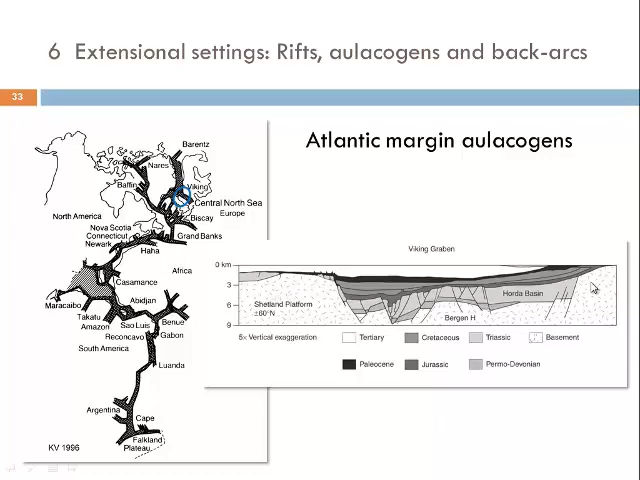 6 Extensional settings: Rifts, aulacogens and back-arcs
33
Atlantic margin aulacogens
Barentz
Nares
Baffin
Viking
Central North Sea
North America
Europe
Biscay
Nova Scotia
Connecticut
Newark
Grand Banks
Haha
Africa
Casamance
Maracaibo
Abidjan
Takatu
Amazon
Sao Luis
Benue
Reconcavo
Gabon
South America
Luanda
Argentina
Cape
Falkland
Plateau
KV 1996
Viking Graben
0 km
3
6
9
Shetland Platform
±60°N
Horda Basin
Bergen H
5× Vertical exaggeration
Tertiary
Cretaceous
Triassic
Basement
Paleocene
Jurassic
Permo-Devonian